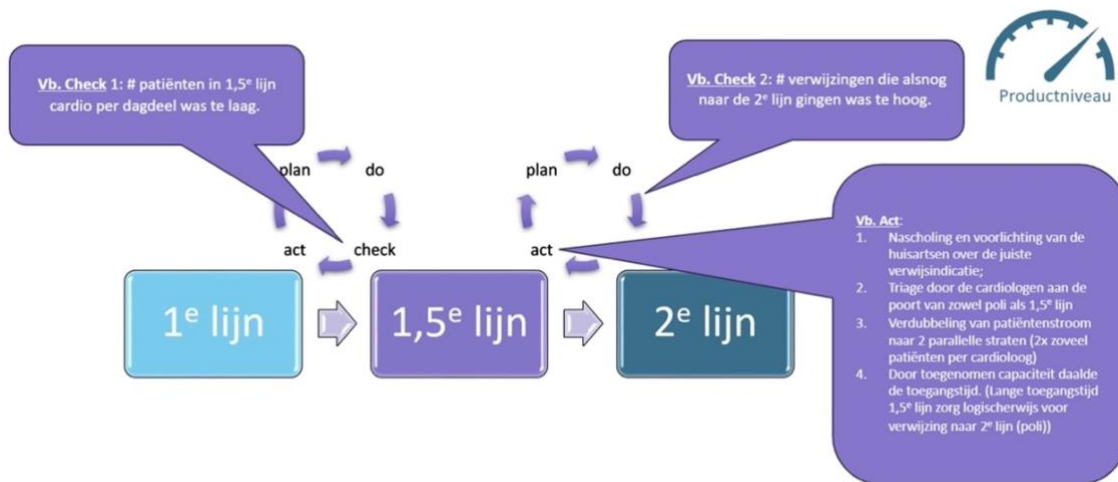 Vb. Check 1: # patiënten in 1,5e lijn
cardio per dagdeel was te laag.
Vb. Check 2: # verwijzingen die alsnog
naar de 2e lijn gingen was te hoog.
Productniveau
plan
do
act
check
plan
do
act
Vb. Act:
1. Nascholing en voorlichting van de
huisartsen over de juiste
verwijsindicatie;
2. Triage door de cardiologen aan de
poort van zowel poli als 1,5e lijn
3. Verdubbeling van patiëntenstroom
naar 2 parallelle straten (2x zoveel
patiënten per cardioloog)
4. Door toegenomen capaciteit daalde
de toegangstijd. (Lange toegangstijd
1,5e lijn zorg logischerwijs voor
verwijzing naar 2e lijn (poli))
1e lijn
1,5e lijn
2e lijn